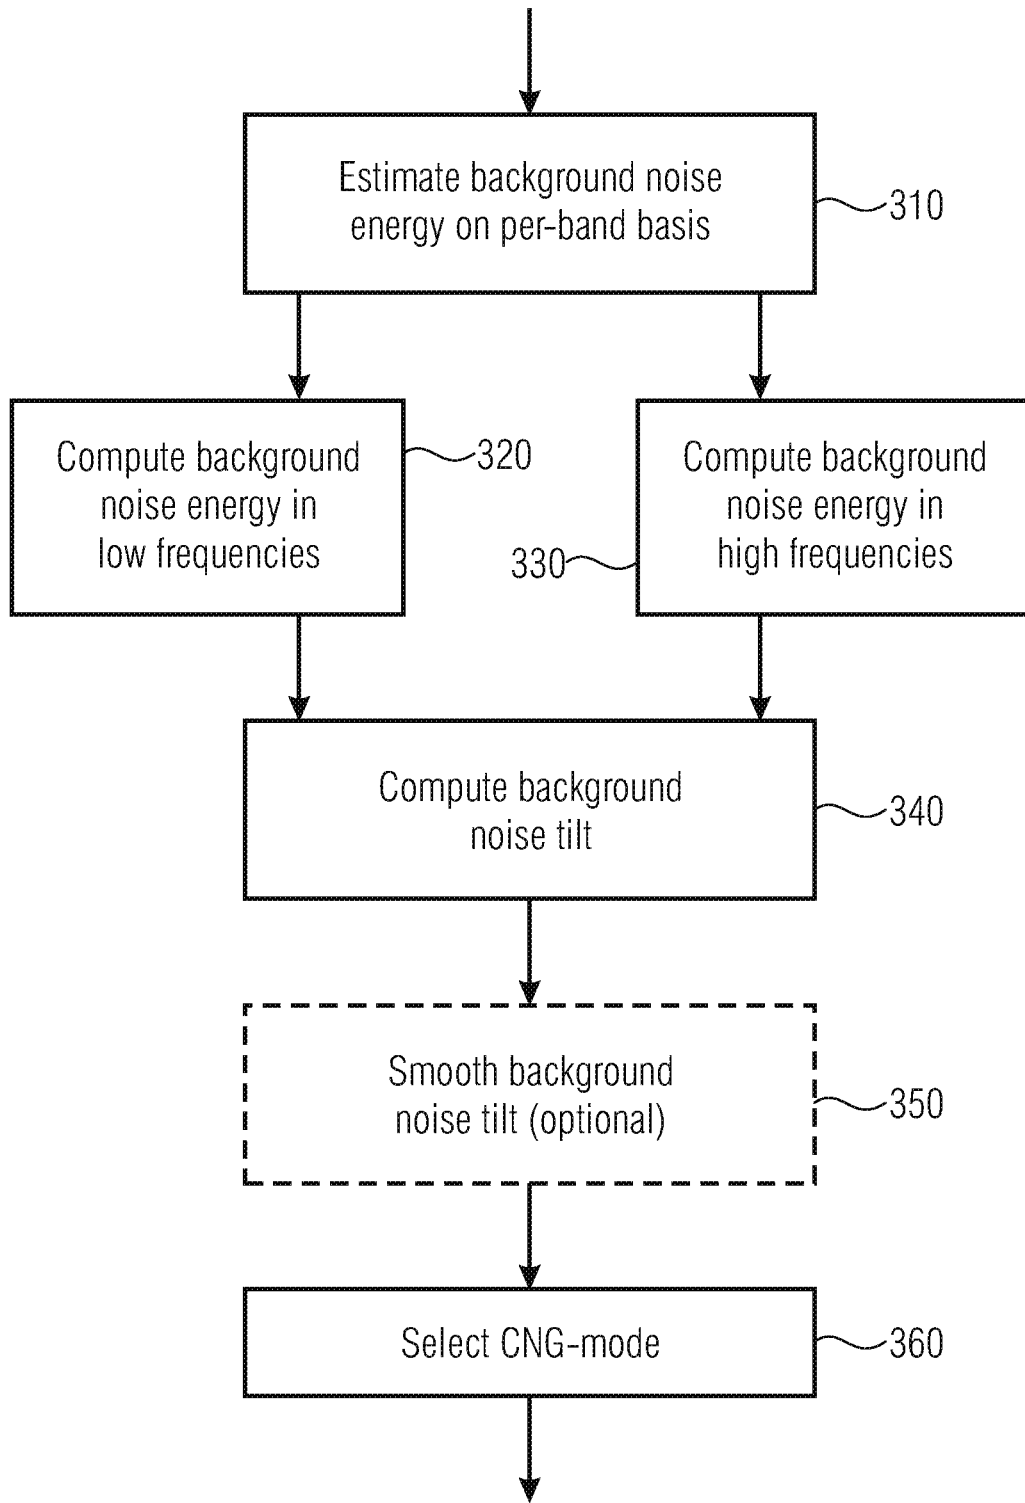 Estimate background noise
energy on per-band basis
310
Compute background
noise energy in
low frequencies
320
Compute background
noise energy in
high frequencies
330
Compute background
noise tilt
340
Smooth background
noise tilt (optional)
350
Select CNG-mode
360